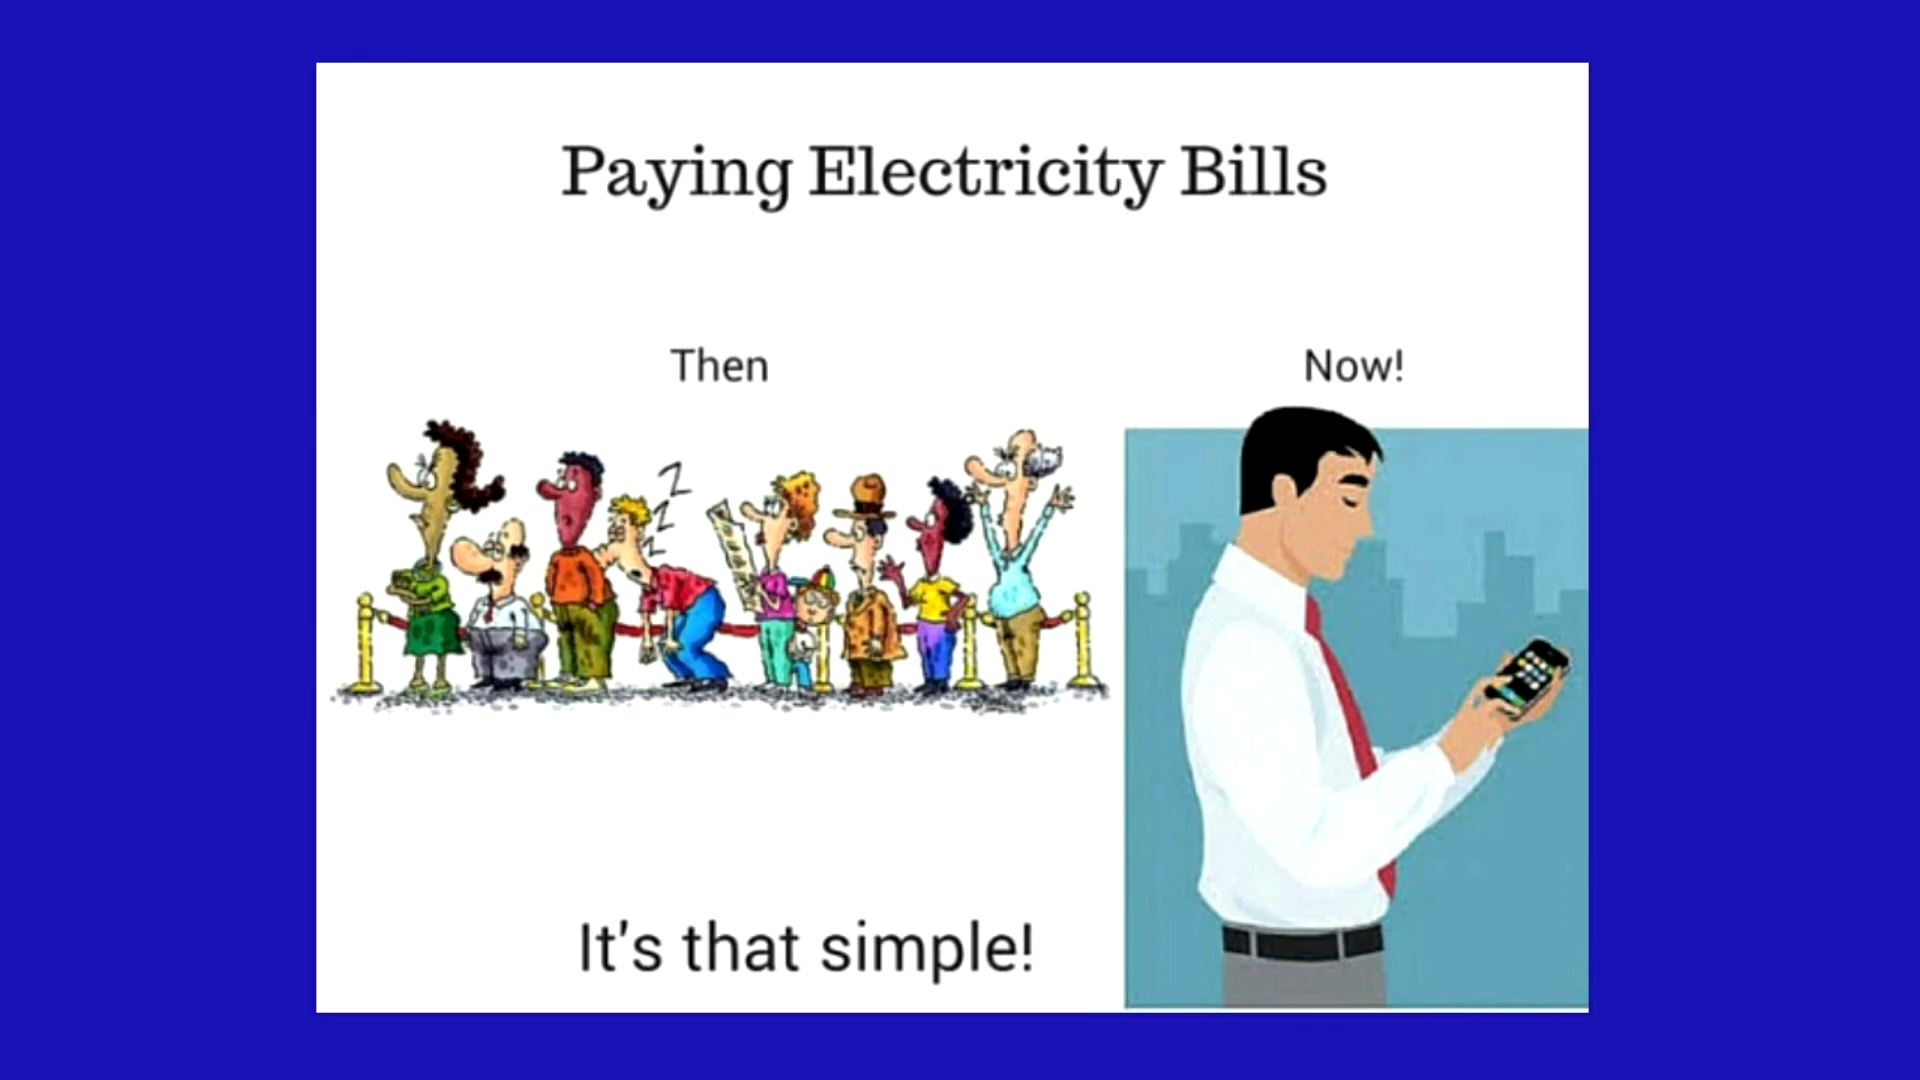 Paying Electricity Bills
Then
Now!
Z
Z
Z
It's that simple!